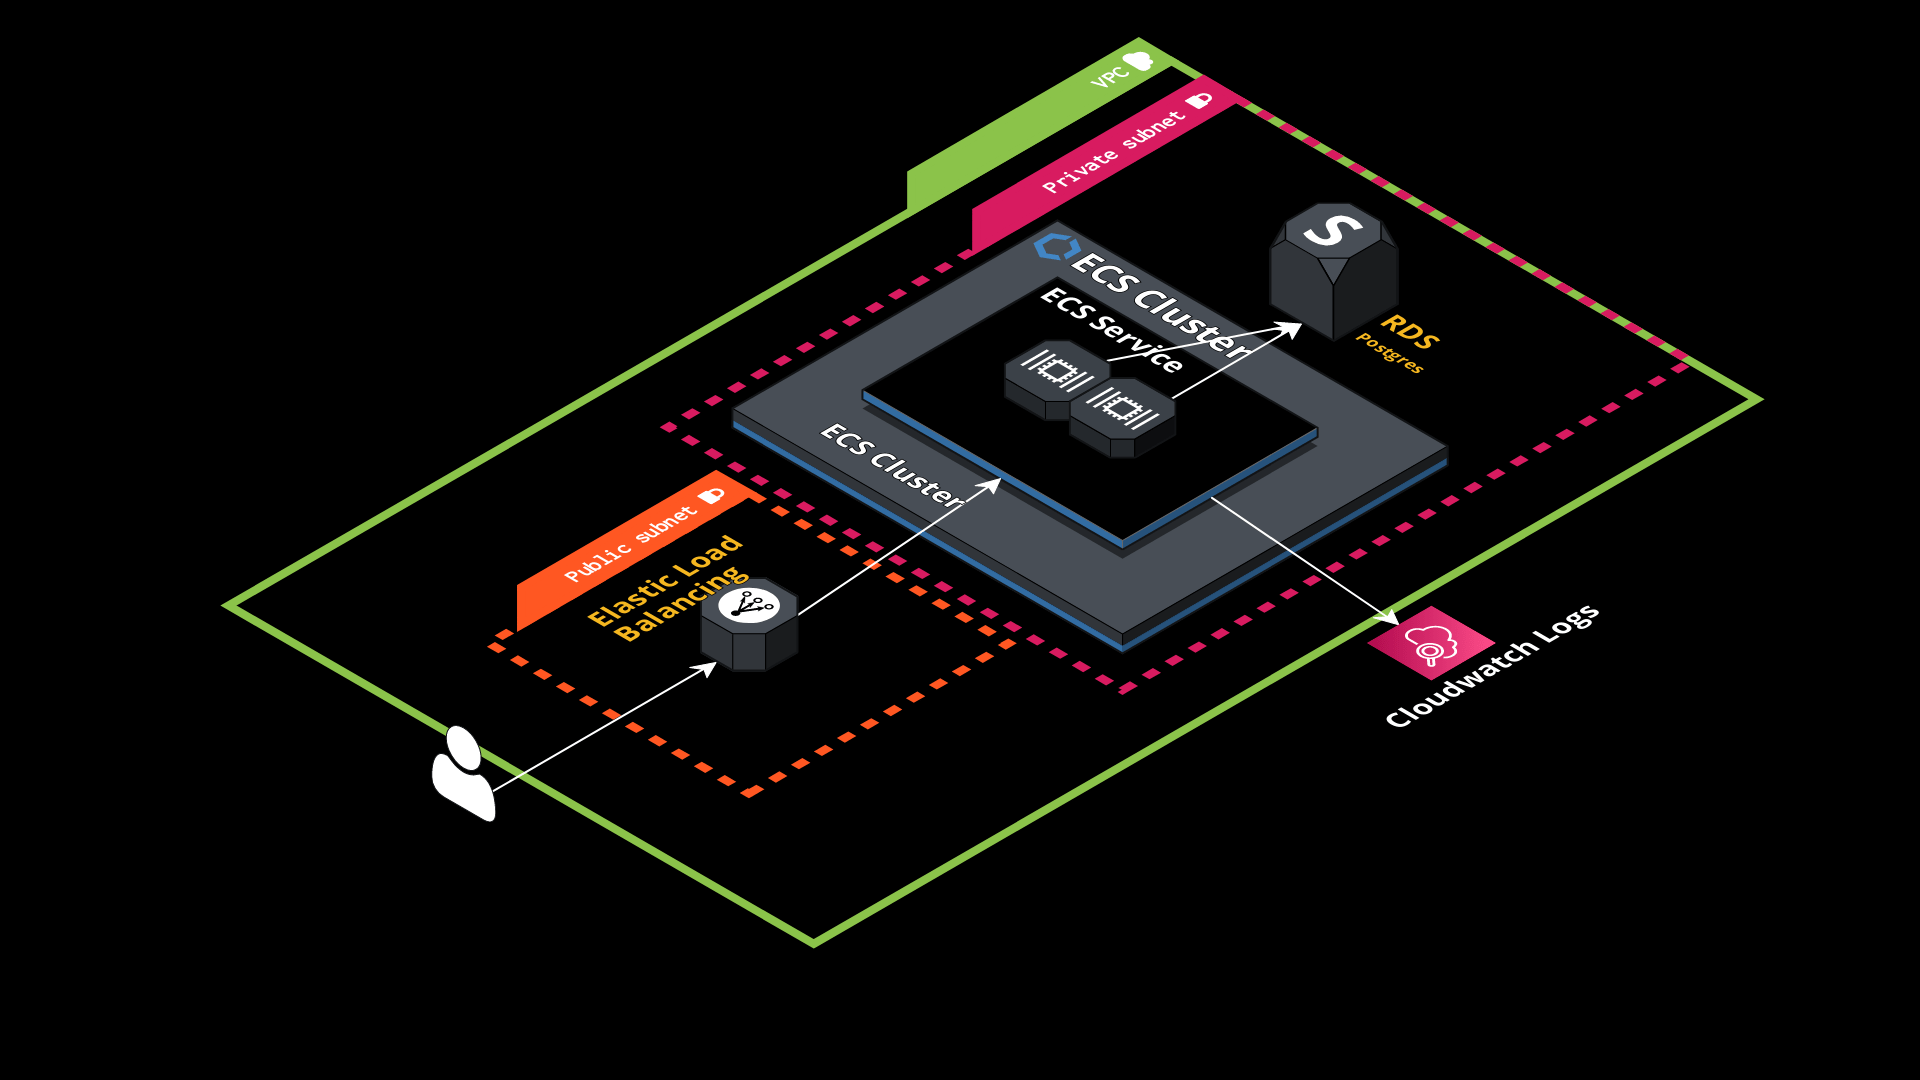 VPC
Private subnet
ECS Cluster
ECS Service
S
RDS
Postgres
ECS Cluster
Public subnet
Elastic Load
Balancing
Cloudwatch Logs